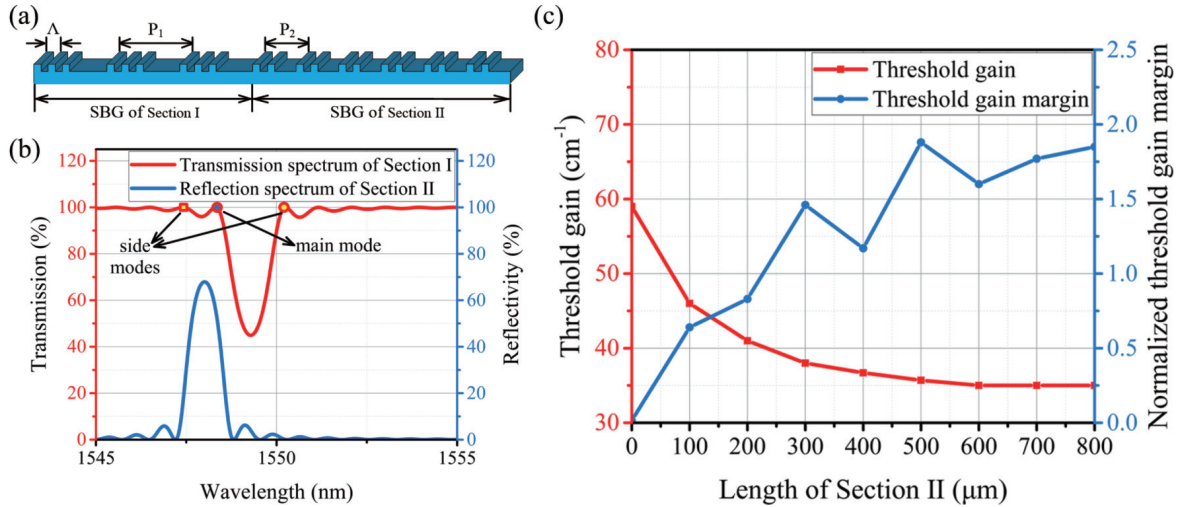 (a)
Λ
P1
P2
SBG of Section I
SBG of Section II
(b)
Transmission spectrum of Section I
Reflection spectrum of Section II
120
100
80
60
40
20
0
Transmission (%)
side
modes
main mode
120
100
80
60
40
20
0
Reflectivity (%)
1545
1550
1555
Wavelength (nm)
(c)
Threshold gain
Threshold gain margin
80
70
60
50
40
30
Threshold gain (cm⁻¹)
2.5
2.0
1.5
1.0
0.5
0.0
Normalized threshold gain margin
0 100 200 300 400 500 600 700 800
Length of Section II (μm)